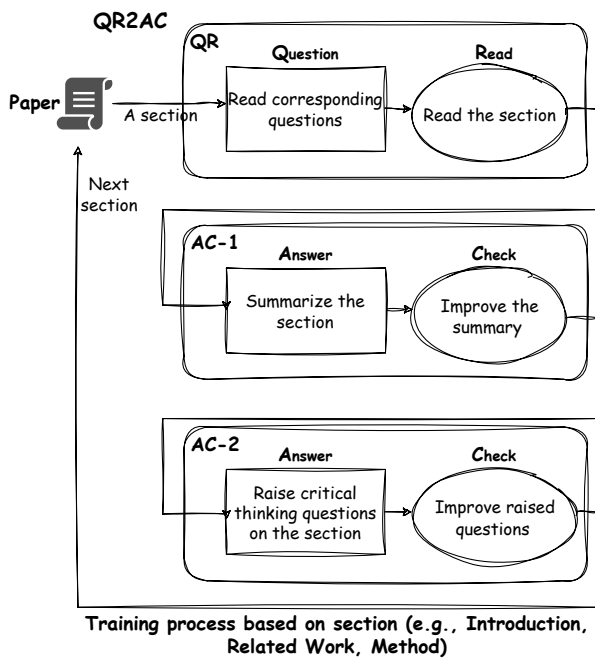 QR2AC
QR
Question
Read
Paper
A section
Read corresponding
questions
Read the section
Next
section
AC-1
Answer
Check
Summarize the
section
Improve the
summary
AC-2
Answer
Check
Raise critical
thinking questions
on the section
Improve raised
questions
Training process based on section (e.g., Introduction,
Related Work, Method)